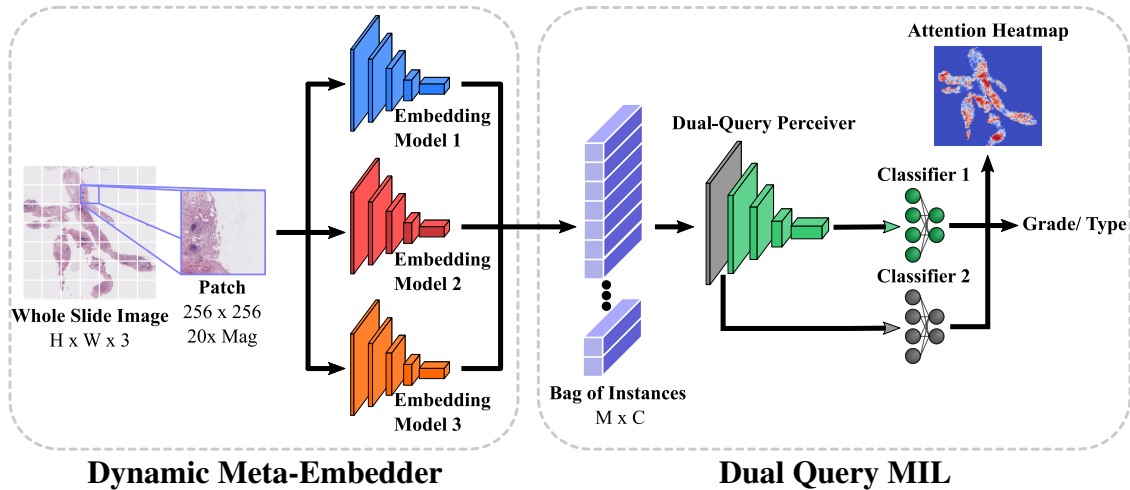 Whole Slide Image
H x W x 3
Patch
256 x 256
20x Mag
Embedding
Model 1
Embedding
Model 2
Embedding
Model 3
Dynamic Meta-Embedder
Bag of Instances
M x C
Dual-Query Perceiver
Attention Heatmap
Classifier 1
Classifier 2
Grade/ Type
Dual Query MIL